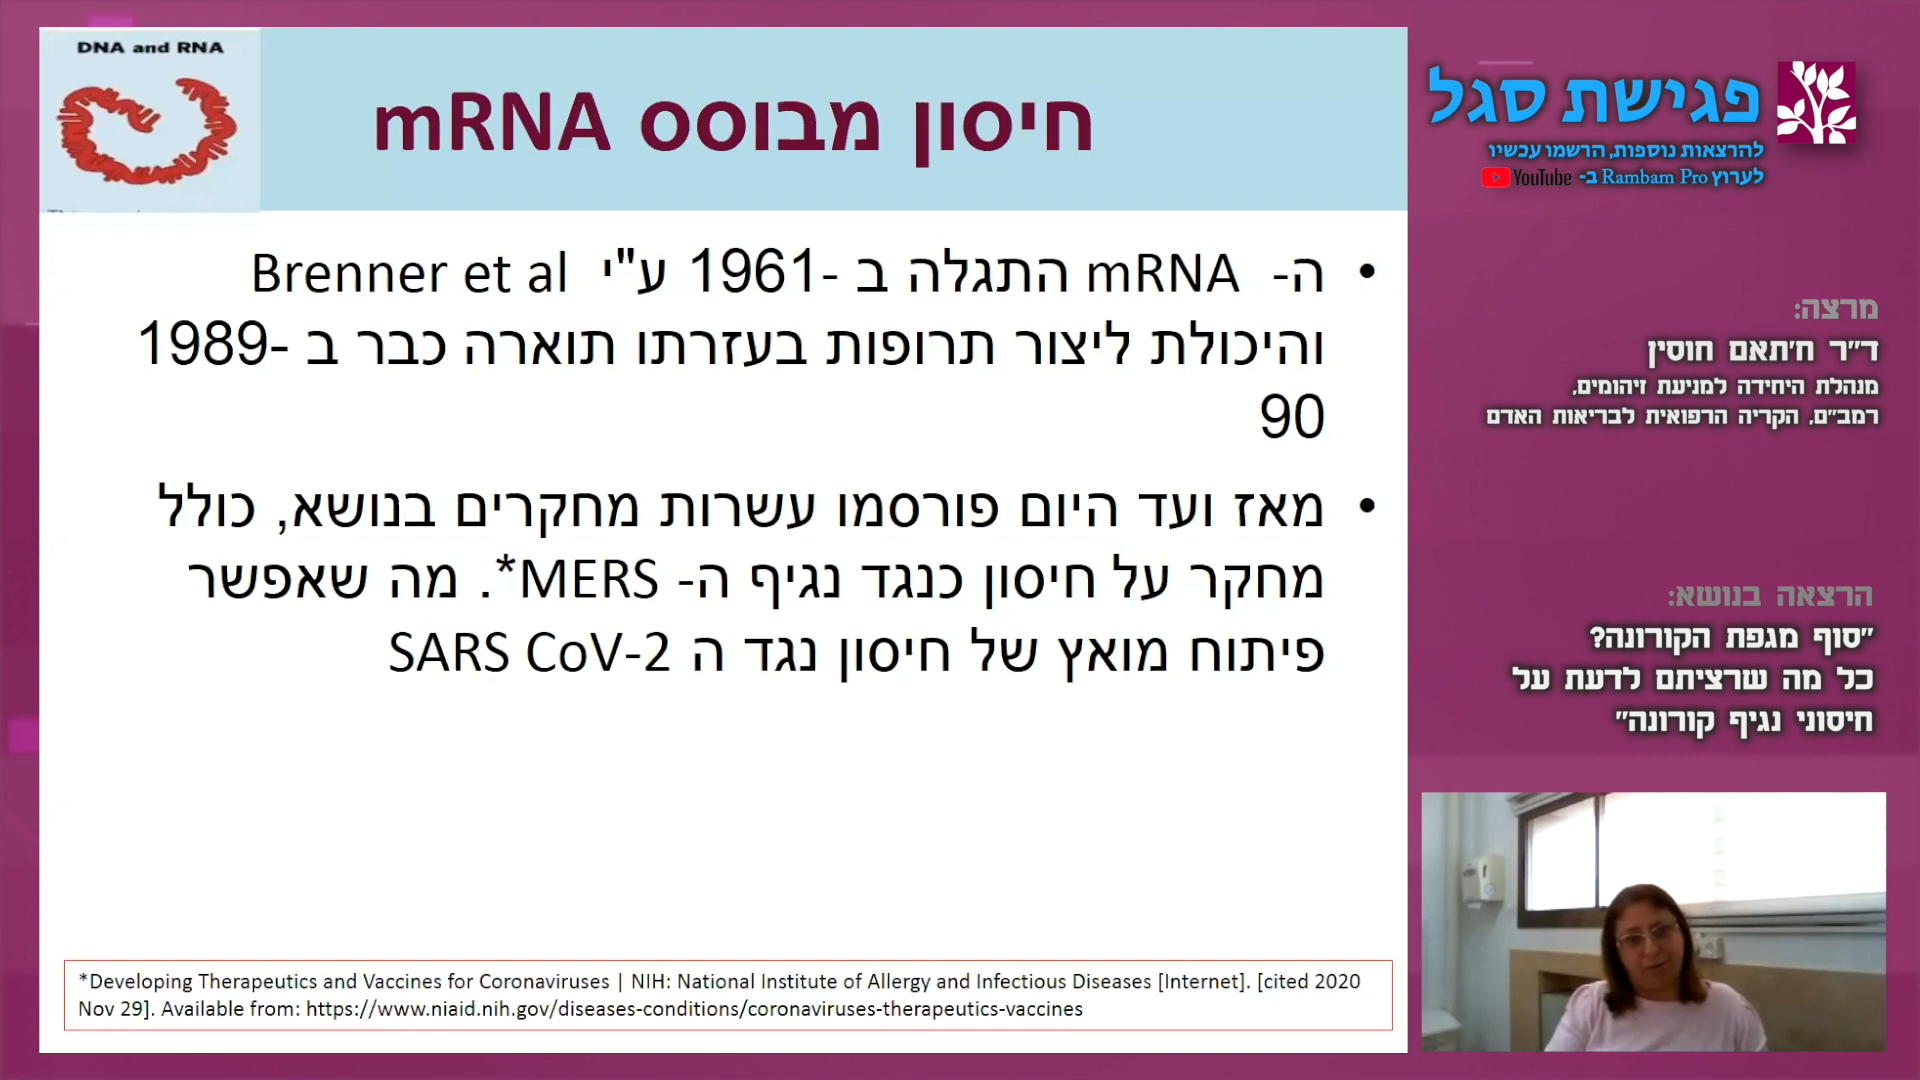 DNA and RNA
חיסון מבוסס mRNA
• ה- mRNA התגלה ב -1961 ע"י Brenner et al
והיכולת ליצור תרופות בעזרתו תוארה כבר ב -1989
90
• מאז ועד היום פורסמו עשרות מחקרים בנושא, כולל
מחקר על חיסון כנגד נגיף ה- MERS*. מה שאפשר
פיתוח מואץ של חיסון נגד ה SARS CoV-2
*Developing Therapeutics and Vaccines for Coronaviruses | NIH: National Institute of Allergy and Infectious Diseases [Internet]. [cited 2020
Nov 29]. Available from: https://www.niaid.nih.gov/diseases-conditions/coronaviruses-therapeutics-vaccines
פגישת סגל
להרצאות נוספות, הרשמו עכשיו
לערוץ Rambam Pro ב- YouTube
מרצה:
ד"ר ח'תאם חוסין
מנהלת היחידה למניעת זיהומים,
רמב"ם, הקריה הרפואית לבריאות האדם
הרצאה בנושא:
"סוף מגפת הקורונה?
כל מה שרציתם לדעת על
חיסוני נגיף קורונה"